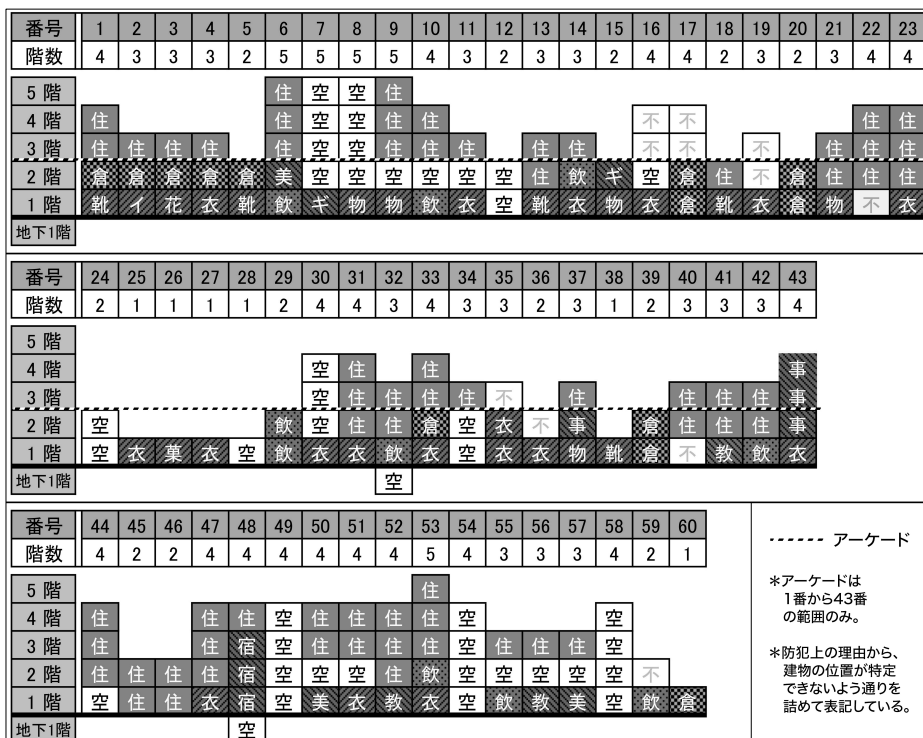 番号 1 2 3 4 5 6 7 8 9 10 11 12 13 14 15 16 17 18 19 20 21 22 23
階数 4 3 3 3 2 5 5 5 5 4 3 2 3 3 2 4 4 2 3 2 3 4 4
5階 住 空 空 住
4階 住 住 空 空 住 住 不 不 住 住
3階 住 住 住 住 住 空 空 住 住 住 住 住 不 不 不 住 住 住
2階 倉 倉 倉 倉 倉 美 空 空 空 空 空 空 住 飲 ギ 空 倉 住 不 倉 住 住 住
1階 靴 イ 花 衣 靴 飲 ギ 物 物 飲 衣 空 靴 衣 物 衣 倉 靴 衣 倉 物 不 衣
地下1階
番号 24 25 26 27 28 29 30 31 32 33 34 35 36 37 38 39 40 41 42 43
階数 2 1 1 1 1 2 4 4 3 4 3 3 2 3 1 2 3 3 3 4
5階
4階 空 住 住 事
3階 空 住 住 住 住 不 住 住 住 住 事
2階 空 飲 空 住 住 倉 空 衣 不 事 倉 住 住 住 事
1階 空 衣 菓 衣 空 飲 衣 衣 飲 衣 空 衣 衣 物 靴 倉 不 教 飲 衣
地下1階 空
番号 44 45 46 47 48 49 50 51 52 53 54 55 56 57 58 59 60
階数 4 2 2 4 4 4 4 4 4 5 4 3 3 3 4 2 1
5階 住
4階 住 住 住 空 住 住 住 住 空 空
3階 住 住 宿 空 住 住 住 住 空 住 住 住 空
2階 住 住 住 住 宿 空 空 空 住 飲 空 空 空 空 空 不
1階 空 住 住 衣 宿 空 美 衣 教 衣 空 飲 教 美 空 飲 倉
地下1階 空
アーケード
*アーケードは
1番から43番
の範囲のみ。
*防犯上の理由から、
建物の位置が特定
できないよう通りを
詰めて表記している。